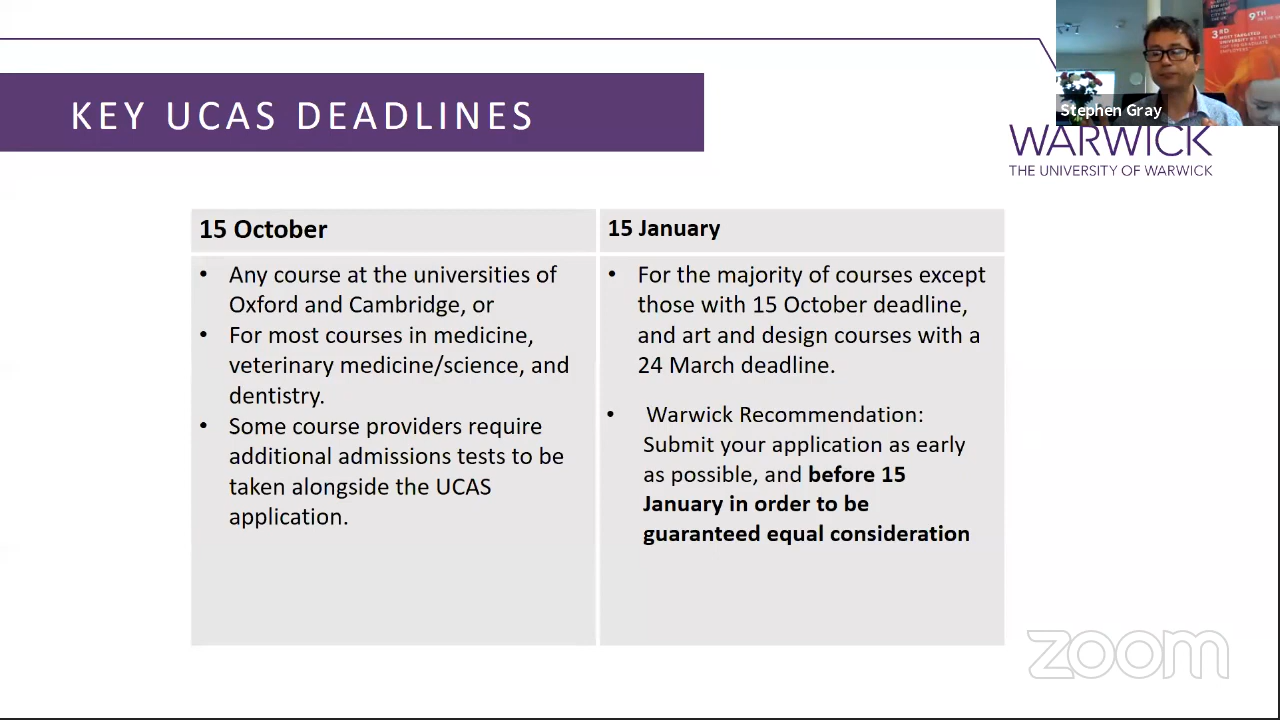 KEY UCAS DEADLINES
9TH
3RD
MOST TARGETED
Stephen Gray
WARWICK
THE UNIVERSITY OF WARWICK
15 October
• Any course at the universities of
Oxford and Cambridge, or
• For most courses in medicine,
veterinary medicine/science, and
dentistry.
• Some course providers require
additional admissions tests to be
taken alongside the UCAS
application.
15 January
• For the majority of courses except
those with 15 October deadline,
and art and design courses with a
24 March deadline.
• Warwick Recommendation:
Submit your application as early
as possible, and before 15
January in order to be
guaranteed equal consideration
zoom